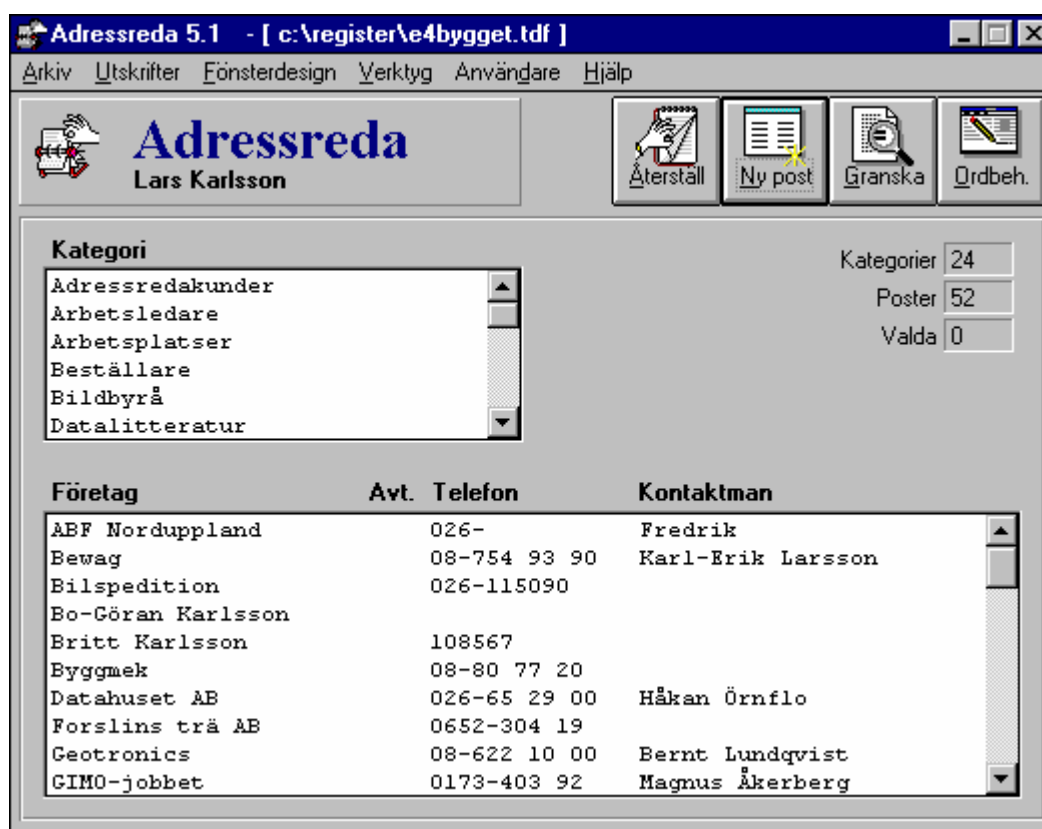 Adressreda 5.1 - [ c:\register\e4bygget.tdf ]
Arkiv Utskrifter Fönsterdesign Verktyg Användare Hjälp
Adressreda
Lars Karlsson
Återställ Ny post Granska Ordbeh.
Kategori
Adressredakunder
Arbetsledare
Arbetsplatser
Beställare
Bildbyrå
Datalitteratur
Kategorier 24
Poster 52
Valda 0
Företag Avt. Telefon Kontaktman
ABF Norduppland 026- Fredrik
Bewag 08-754 93 90 Karl-Erik Larsson
Bilspedition 026-115090
Bo-Göran Karlsson
Britt Karlsson 108567
Byggmek 08-80 77 20
Datahuset AB 026-65 29 00 Håkan Örnflo
Forslins trä AB 0652-304 19
Geotronics 08-622 10 00 Bernt Lundqvist
GIMO-jobbet 0173-403 92 Magnus Åkerberg